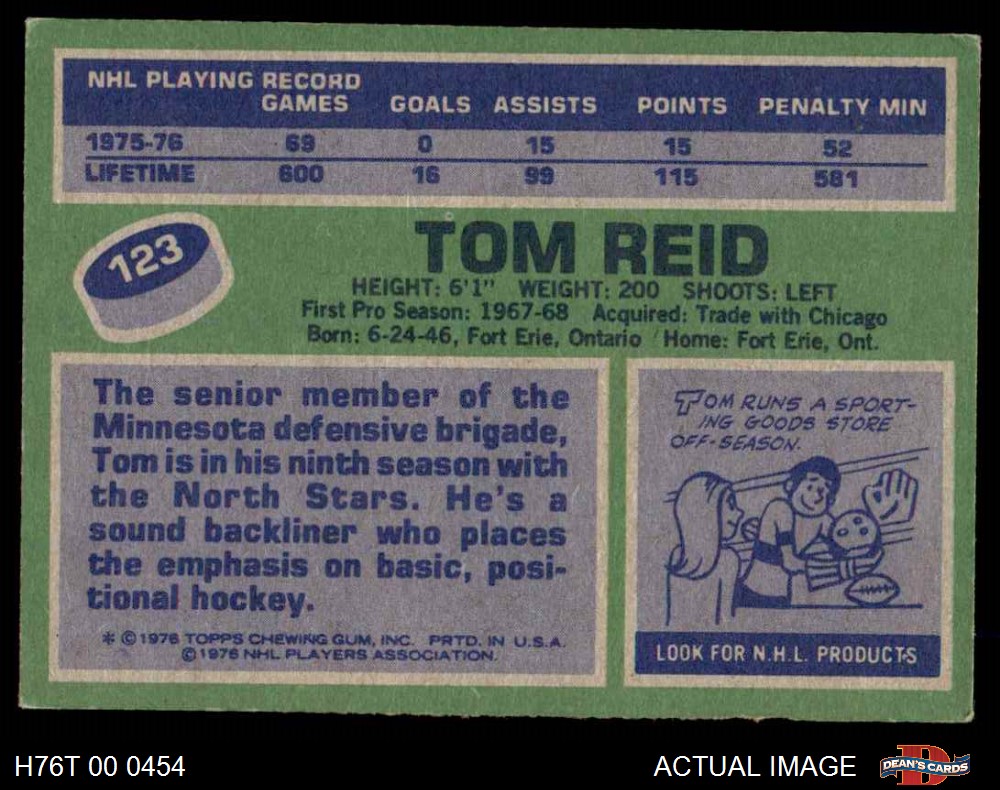 NHL PLAYING RECORD
GAMES GOALS ASSISTS POINTS PENALTY MIN
1975-76 69 0 15 15 52
LIFETIME 600 16 99 115 581
123
TOM REID
HEIGHT: 6'1" WEIGHT: 200 SHOOTS: LEFT
First Pro Season: 1967-68 Acquired: Trade with Chicago
Born: 6-24-46, Fort Erie, Ontario Home: Fort Erie, Ont.
The senior member of the
Minnesota defensive brigade,
Tom is in his ninth season with
the North Stars. He's a
sound backliner who places
the emphasis on basic, posi-
tional hockey.
* © 1976 TOPPS CHEWING GUM, INC. PRTD. IN U.S.A.
© 1976 NHL PLAYERS ASSOCIATION.
TOM RUNS A SPORT-
ING GOODS STORE
OFF-SEASON.
LOOK FOR N.H.L. PRODUCTS
H76T 00 0454 ACTUAL IMAGE D DEAN'S CARDS